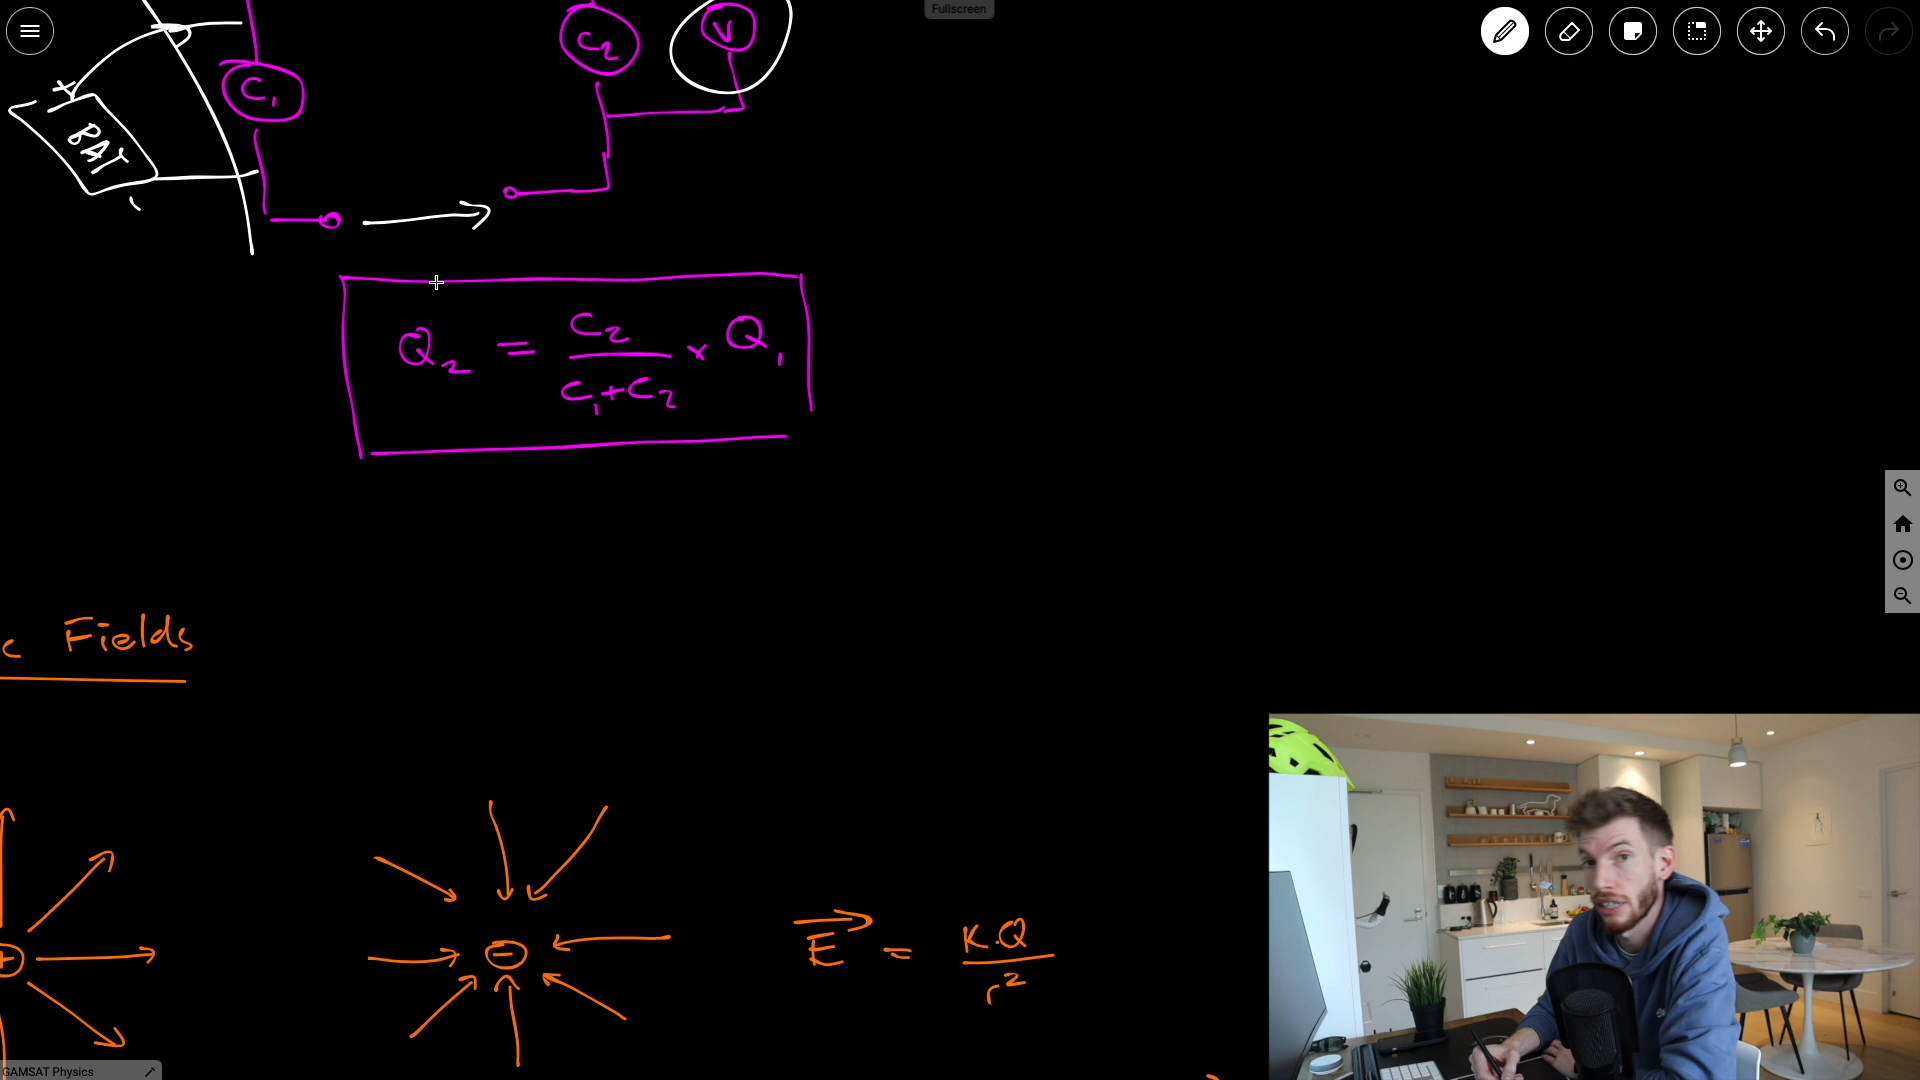 Fullscreen
C2
V
C1
+
BAT
-
Q2 = C2 / C1+C2 × Q1
c Fields
+
−
E = K.Q / r²
GAMSAT Physics